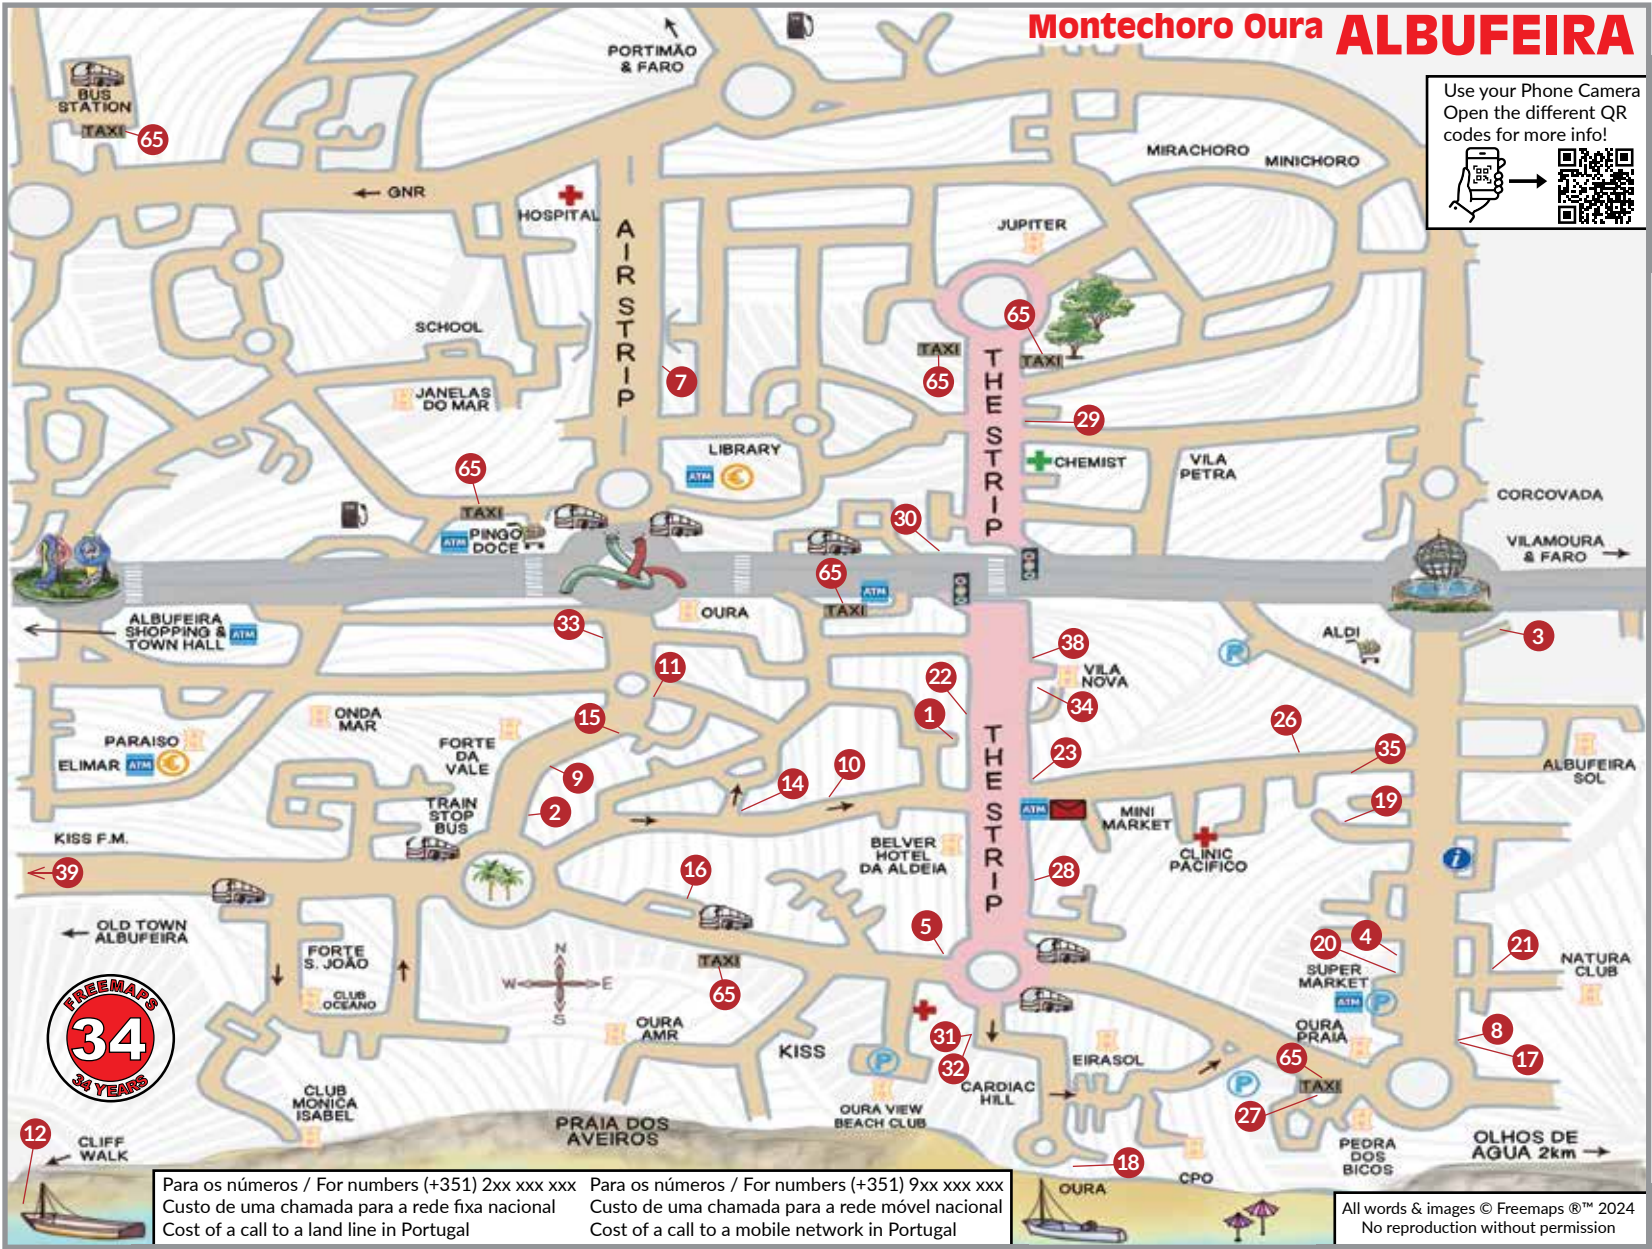 Montechoro Oura ALBUFEIRA
PORTIMÃO
& FARO
BUS
STATION
TAXI
65
Use your Phone Camera
Open the different QR
codes for more info!
MIRACHORO
MINICHORO
GNR
HOSPITAL
AIR STRIP
JUPITER
65
TAXI
TAXI
65
THE STRIP
SCHOOL
JANELAS
DO MAR
7
29
LIBRARY
ATM
CHEMIST
VILA
PETRA
65
TAXI
ATM
PINGO
DOCE
CORCOVADA
30
VILAMOURA
& FARO
65
ATM
TAXI
ALBUFEIRA
SHOPPING &
TOWN HALL
ATM
33
OURA
38
P
ALDI
3
11
22
VILA
NOVA
34
1
15
ONDA
MAR
PARAISO
ELIMAR
ATM
FORTE
DA
VALE
THE STRIP
26
35
23
9
10
14
ALBUFEIRA
SOL
2
TRAIN
STOP
BUS
ATM
MINI
MARKET
19
KISS F.M.
BELVER
HOTEL
DA ALDEIA
CLINIC
PACIFICO
i
39
16
28
OLD TOWN
ALBUFEIRA
5
4
20
21
FORTE
S. JOÃO
N
W
E
S
TAXI
65
SUPER
MARKET
ATM
P
NATURA
CLUB
FREEMAPS
34
34 YEARS
CLUB
OCEANO
OURA
AMR
KISS
P
31
32
EIRASOL
OURA
PRAIA
8
17
65
TAXI
P
27
CARDIAC
HILL
CLUB
MONICA
ISABEL
OURA VIEW
BEACH CLUB
PRAIA DOS
AVEIROS
PEDRA
DOS
BICOS
OLHOS DE
AGUA 2km
12
CLIFF
WALK
18
CPO
OURA
Para os números / For numbers (+351) 2xx xxx xxx
Custo de uma chamada para a rede fixa nacional
Cost of a call to a land line in Portugal
Para os números / For numbers (+351) 9xx xxx xxx
Custo de uma chamada para a rede móvel nacional
Cost of a call to a mobile network in Portugal
All words & images © Freemaps ®™ 2024
No reproduction without permission